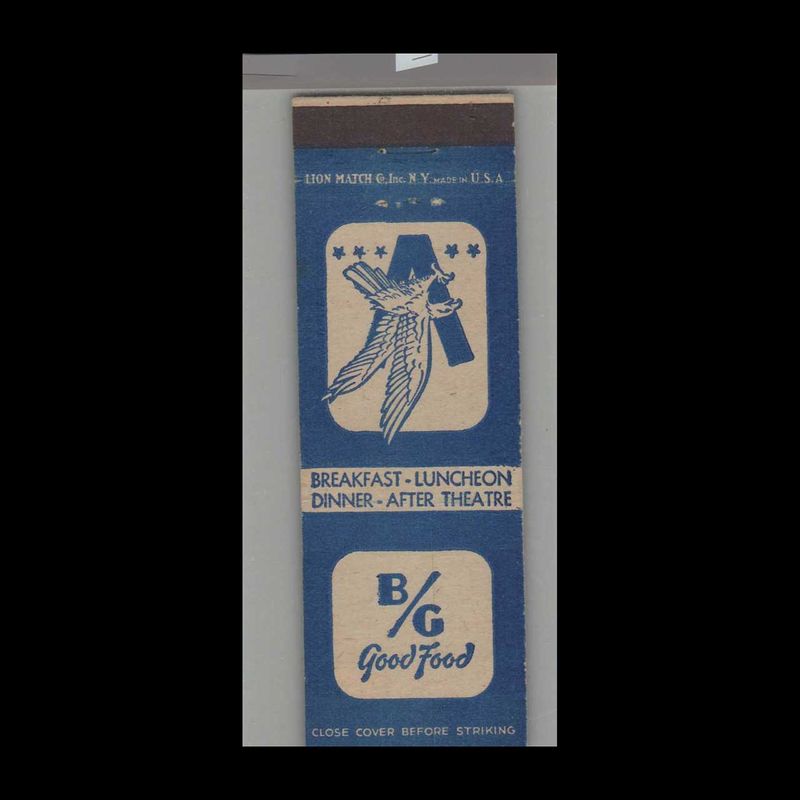 LION MATCH Co, Inc. N.Y. MADE IN U.S.A
BREAKFAST - LUNCHEON
DINNER - AFTER THEATRE
B/G
Good Food
CLOSE COVER BEFORE STRIKING